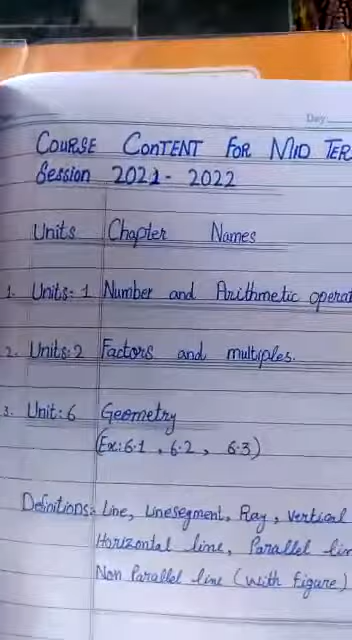 Day:
COURSE CONTENT FOR MID TER
Session 2021-2022
Units Chapter Names
1. Units:1 Number and Arithmetic operat
2. Units:2 Factors and multiples.
3. Unit:6 Geometry
(Ex:6.1, 6.2, 6.3)
Definitions: Line, Linesegment, Ray, Vertical
Horizontal line, Parallel lin
Non Parallel line (with figure)